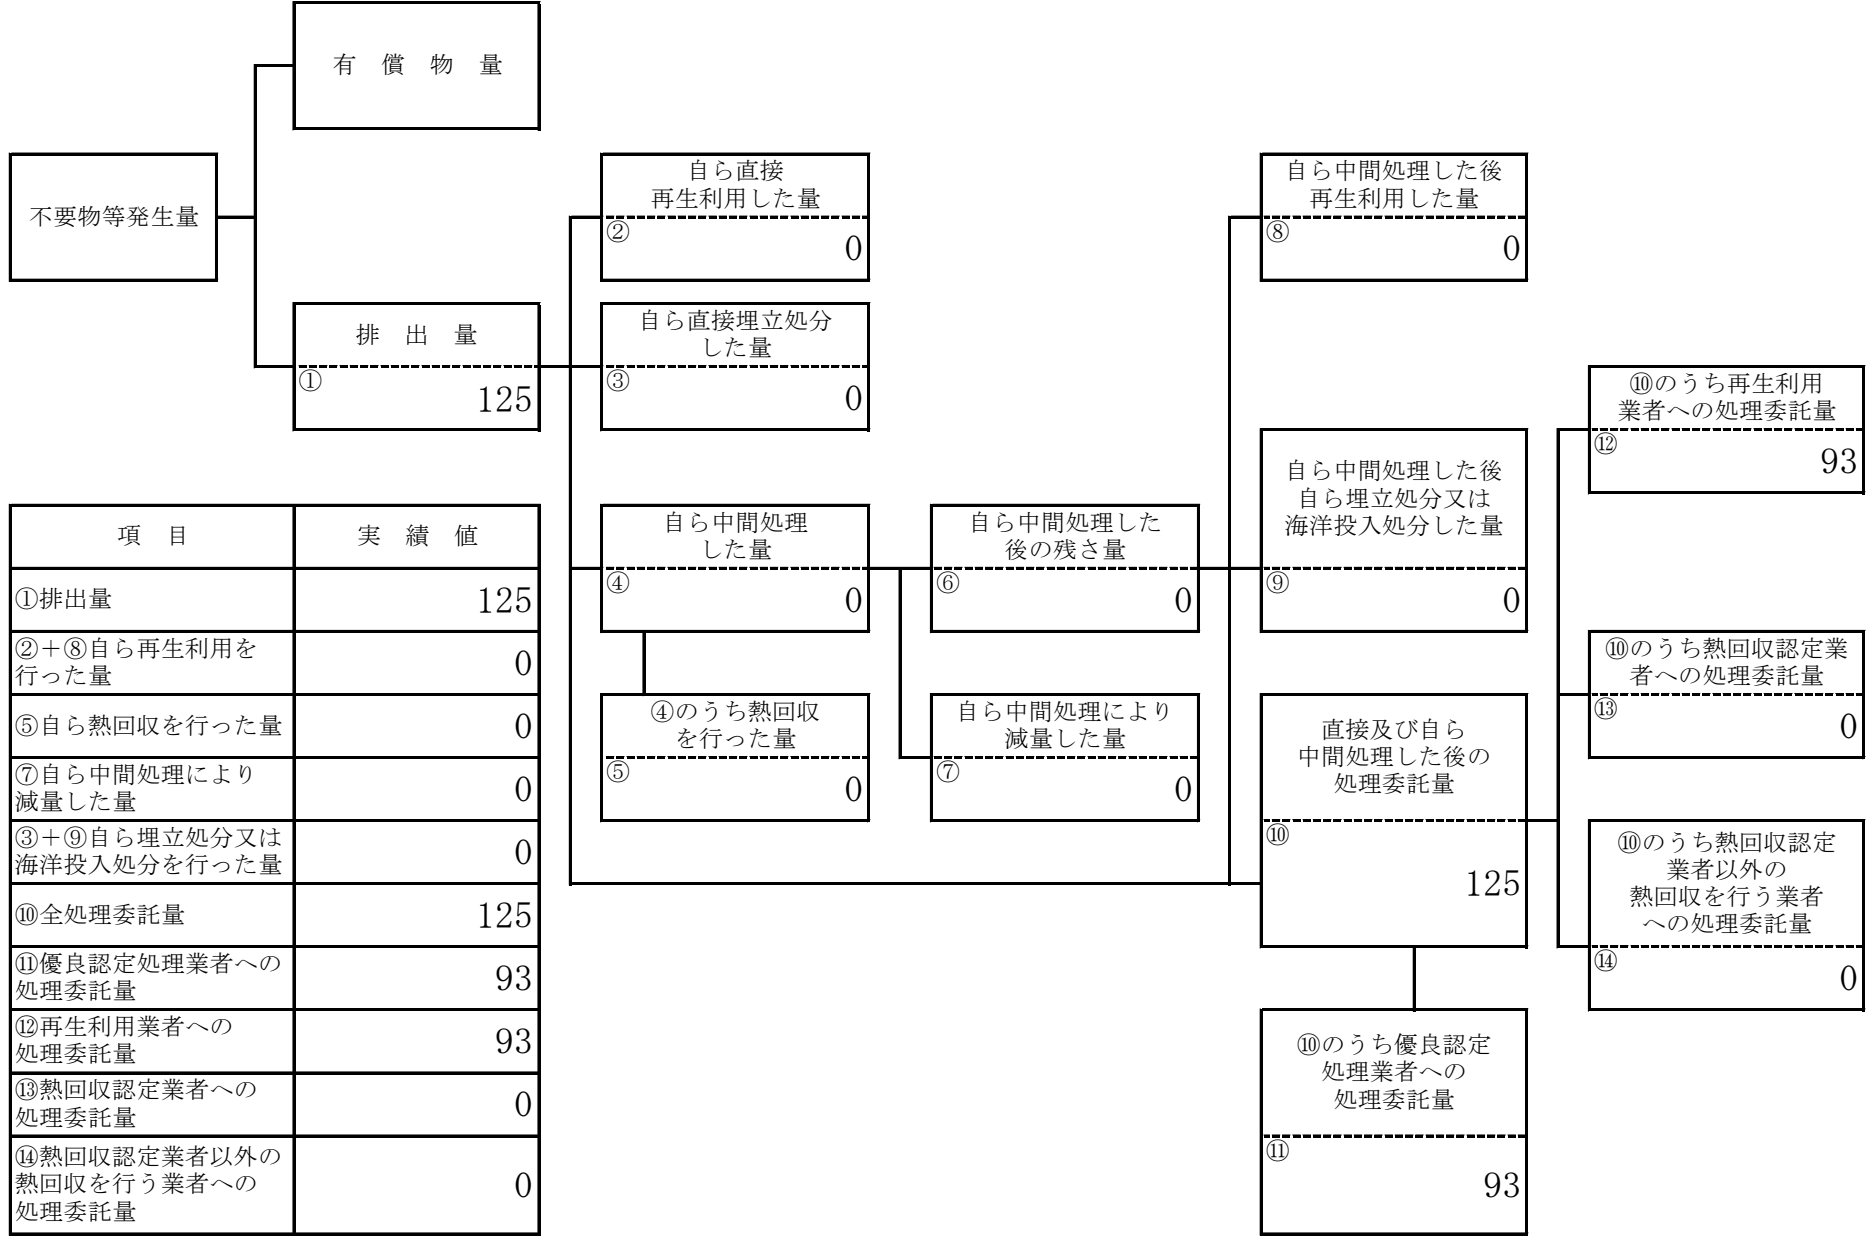 有　償　物　量
不要物等発生量
自ら直接
再生利用した量
②
0
自ら中間処理した後
再生利用した量
⑧
0
排　出　量
①
125
自ら直接埋立処分
した量
③
0
⑩のうち再生利用
業者への処理委託量
⑫
93
自ら中間処理した後
自ら埋立処分又は
海洋投入処分した量
⑨
0
自ら中間処理
した量
④
0
自ら中間処理した
後の残さ量
⑥
0
⑩のうち熱回収認定業
者への処理委託量
⑬
0
④のうち熱回収
を行った量
⑤
0
自ら中間処理により
減量した量
⑦
0
直接及び自ら
中間処理した後の
処理委託量
⑩
125
⑩のうち熱回収認定
業者以外の
熱回収を行う業者
への処理委託量
⑭
0
⑩のうち優良認定
処理業者への
処理委託量
⑪
93
項　目　実　績　値
①排出量　125
②＋⑧自ら再生利用を
行った量　0
⑤自ら熱回収を行った量　0
⑦自ら中間処理により
減量した量　0
③＋⑨自ら埋立処分又は
海洋投入処分を行った量　0
⑩全処理委託量　125
⑪優良認定処理業者への
処理委託量　93
⑫再生利用業者への
処理委託量　93
⑬熱回収認定業者への
処理委託量　0
⑭熱回収認定業者以外の
熱回収を行う業者への
処理委託量　0